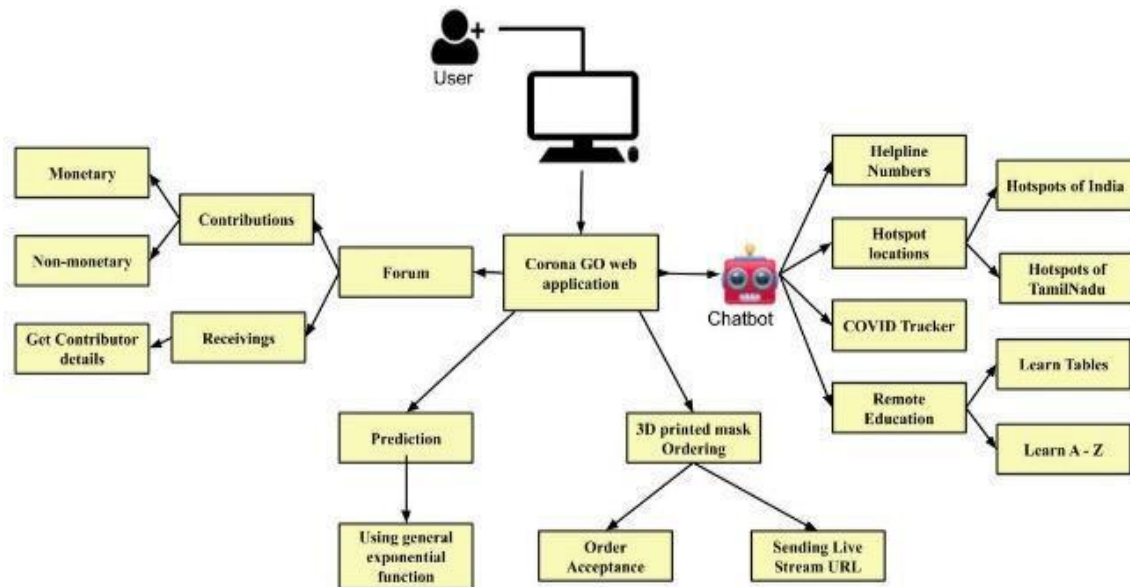 User
Monetary
Contributions
Non-monetary
Get Contributor
details
Receivings
Forum
Corona GO web
application
Chatbot
Helpline
Numbers
Hotspot
locations
COVID Tracker
Remote
Education
Hotspots of India
Hotspots of
TamilNadu
Learn Tables
Learn A - Z
Prediction
Using general
exponential
function
3D printed mask
Ordering
Order
Acceptance
Sending Live
Stream URL